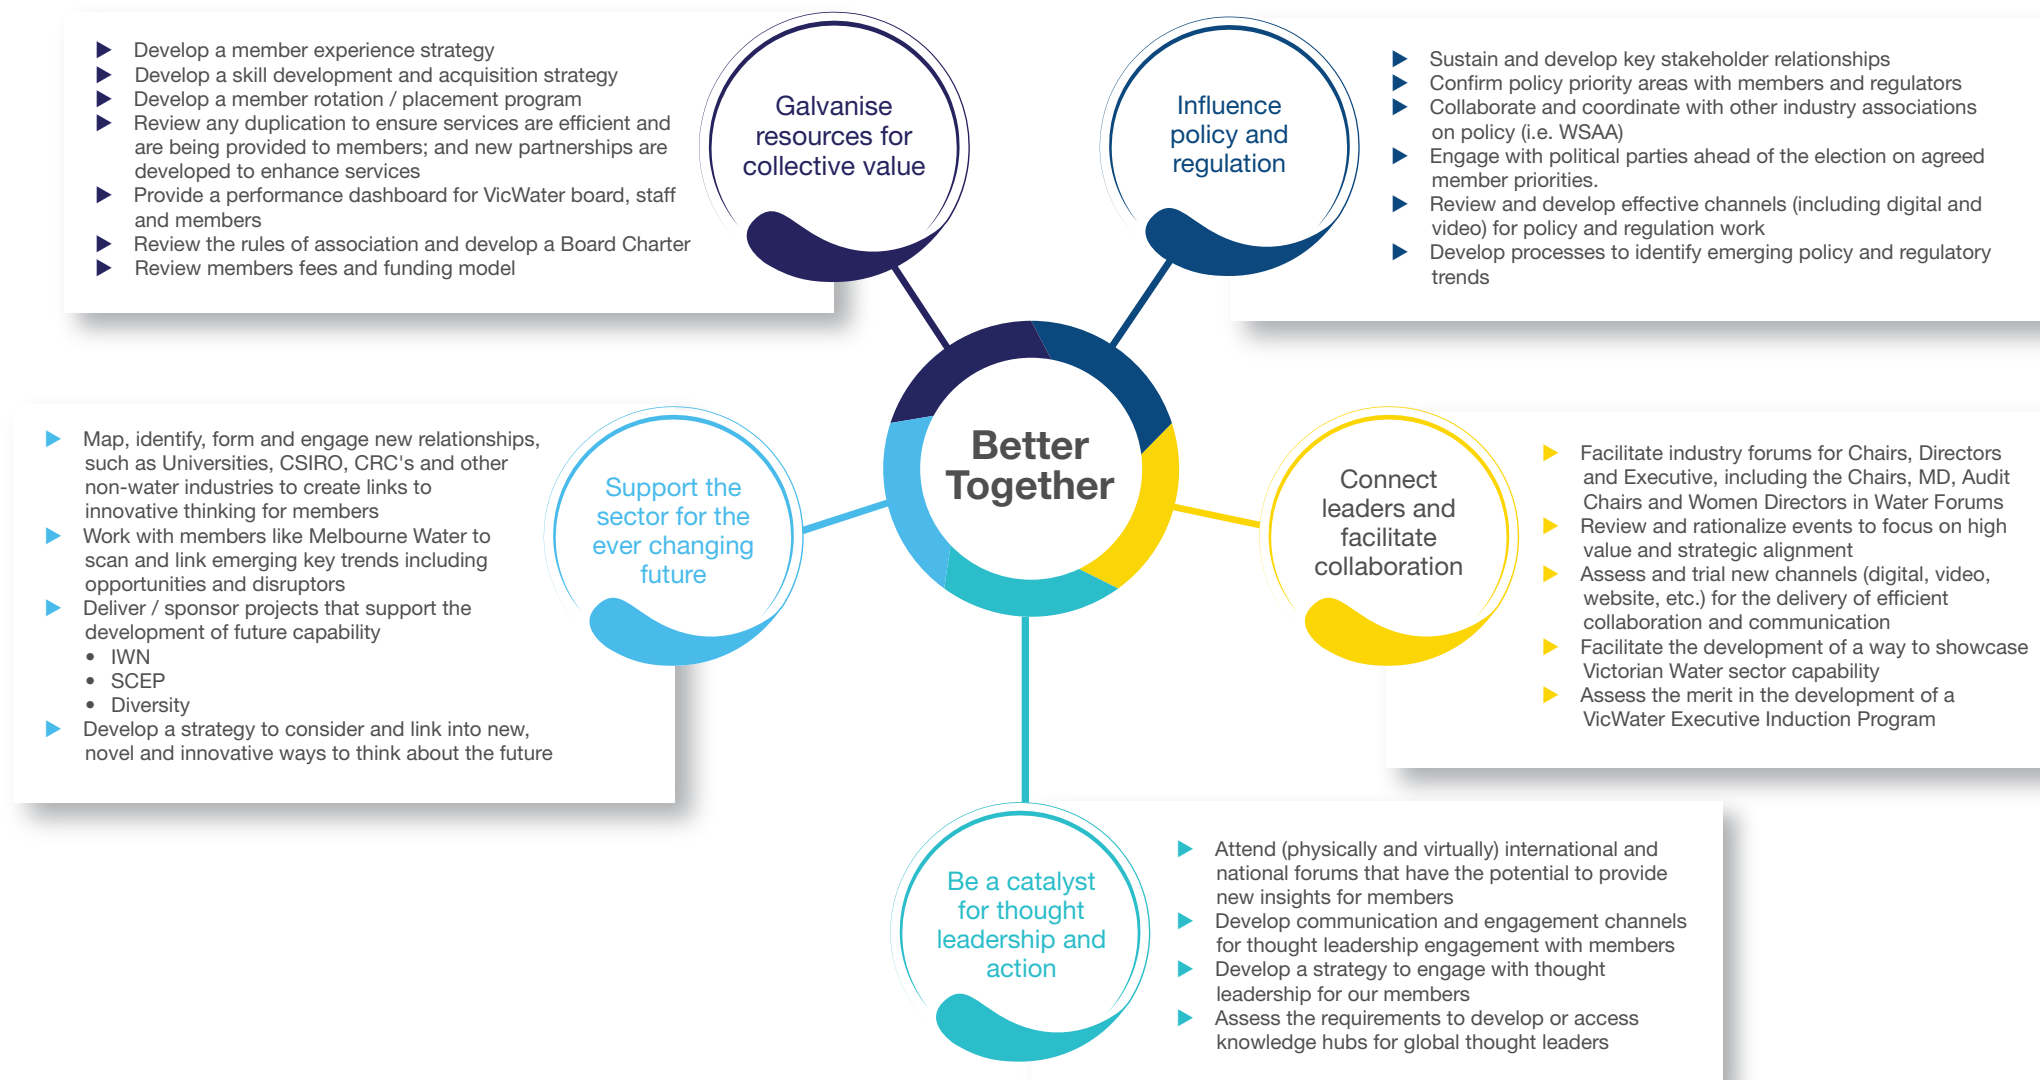 Develop a member experience strategy
Develop a skill development and acquisition strategy
Develop a member rotation / placement program
Review any duplication to ensure services are efficient and
are being provided to members; and new partnerships are
developed to enhance services
Provide a performance dashboard for VicWater board, staff
and members
Review the rules of association and develop a Board Charter
Review members fees and funding model
Galvanise
resources for
collective value
Influence
policy and
regulation
Sustain and develop key stakeholder relationships
Confirm policy priority areas with members and regulators
Collaborate and coordinate with other industry associations
on policy (i.e. WSAA)
Engage with political parties ahead of the election on agreed
member priorities.
Review and develop effective channels (including digital and
video) for policy and regulation work
Develop processes to identify emerging policy and regulatory
trends
Map, identify, form and engage new relationships,
such as Universities, CSIRO, CRC's and other
non-water industries to create links to
innovative thinking for members
Work with members like Melbourne Water to
scan and link emerging key trends including
opportunities and disruptors
Deliver / sponsor projects that support the
development of future capability
• IWN
• SCEP
• Diversity
Develop a strategy to consider and link into new,
novel and innovative ways to think about the future
Support the
sector for the
ever changing
future
Better
Together
Connect
leaders and
facilitate
collaboration
Facilitate industry forums for Chairs, Directors
and Executive, including the Chairs, MD, Audit
Chairs and Women Directors in Water Forums
Review and rationalize events to focus on high
value and strategic alignment
Assess and trial new channels (digital, video,
website, etc.) for the delivery of efficient
collaboration and communication
Facilitate the development of a way to showcase
Victorian Water sector capability
Assess the merit in the development of a
VicWater Executive Induction Program
Be a catalyst
for thought
leadership and
action
Attend (physically and virtually) international and
national forums that have the potential to provide
new insights for members
Develop communication and engagement channels
for thought leadership engagement with members
Develop a strategy to engage with thought
leadership for our members
Assess the requirements to develop or access
knowledge hubs for global thought leaders